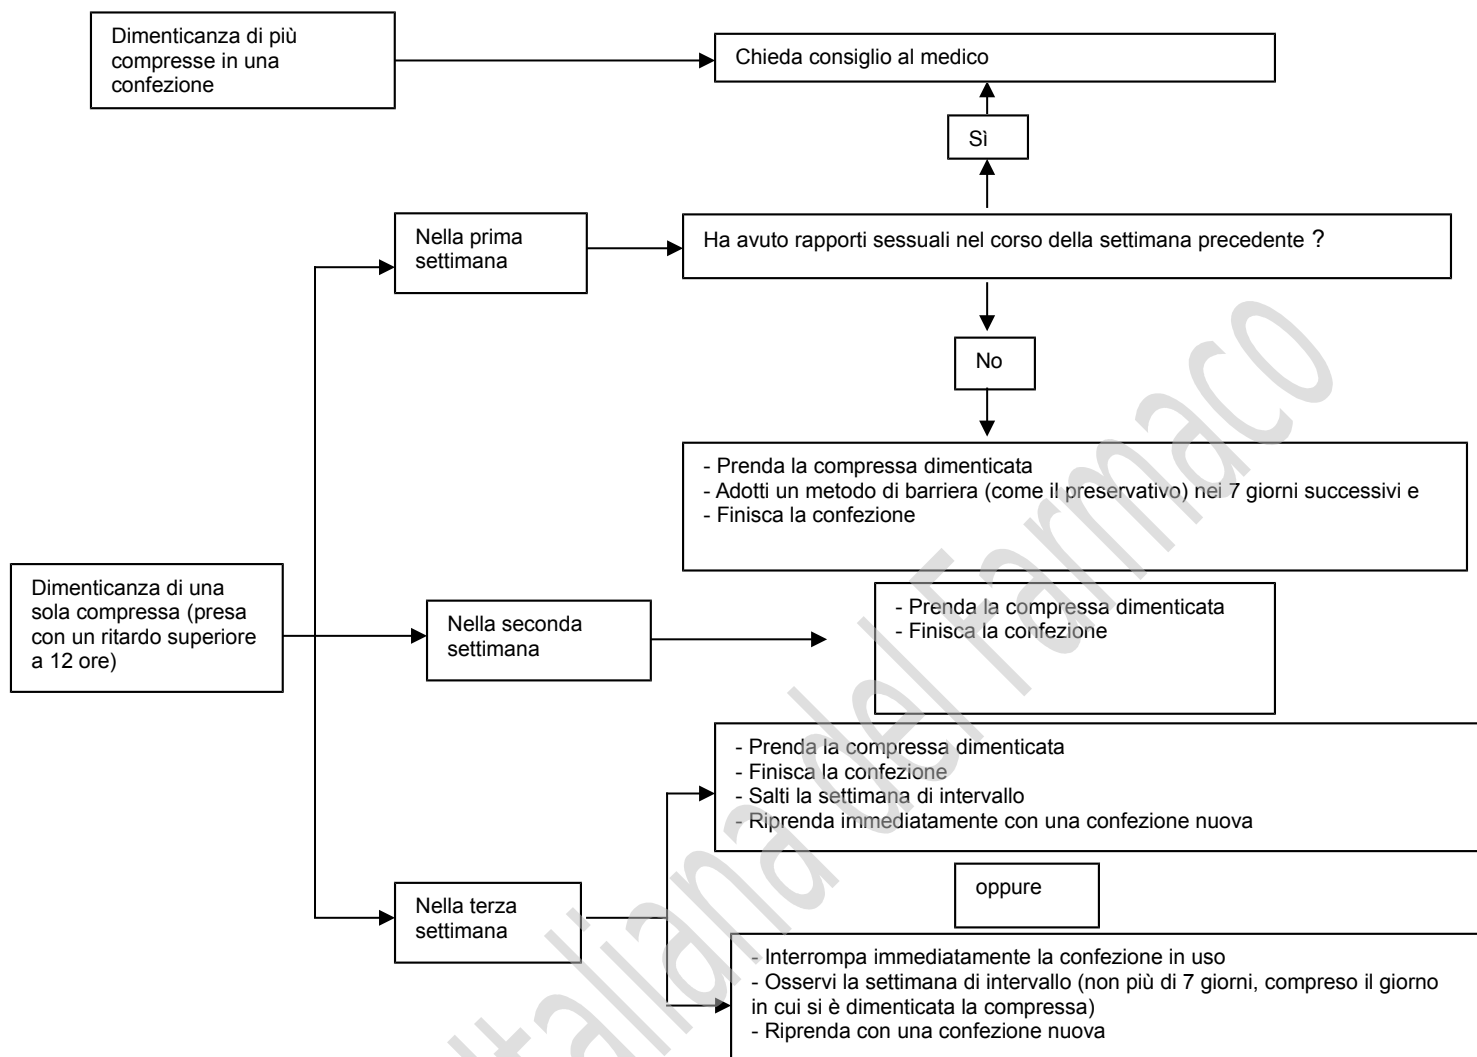 Dimenticanza di più
compresse in una
confezione
Chieda consiglio al medico
Sì
Nella prima
settimana
Ha avuto rapporti sessuali nel corso della settimana precedente ?
No
- Prenda la compressa dimenticata
- Adotti un metodo di barriera (come il preservativo) nei 7 giorni successivi e
- Finisca la confezione
Dimenticanza di una
sola compressa (presa
con un ritardo superiore
a 12 ore)
Nella seconda
settimana
- Prenda la compressa dimenticata
- Finisca la confezione
- Prenda la compressa dimenticata
- Finisca la confezione
- Salti la settimana di intervallo
- Riprenda immediatamente con una confezione nuova
oppure
Nella terza
settimana
- Interrompa immediatamente la confezione in uso
- Osservi la settimana di intervallo (non più di 7 giorni, compreso il giorno
in cui si è dimenticata la compressa)
- Riprenda con una confezione nuova
Italiana del Farmaco